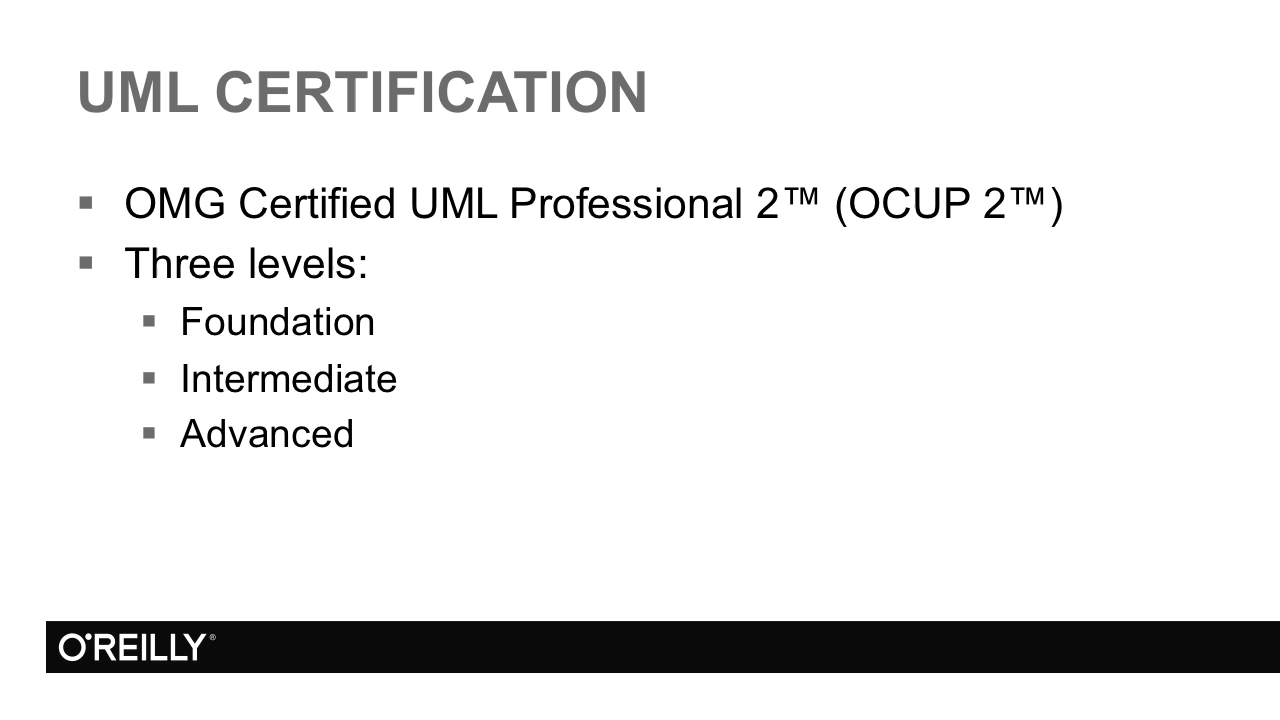 UML CERTIFICATION
▪ OMG Certified UML Professional 2™ (OCUP 2™)
▪ Three levels:
▪ Foundation
▪ Intermediate
▪ Advanced
O'REILLY®